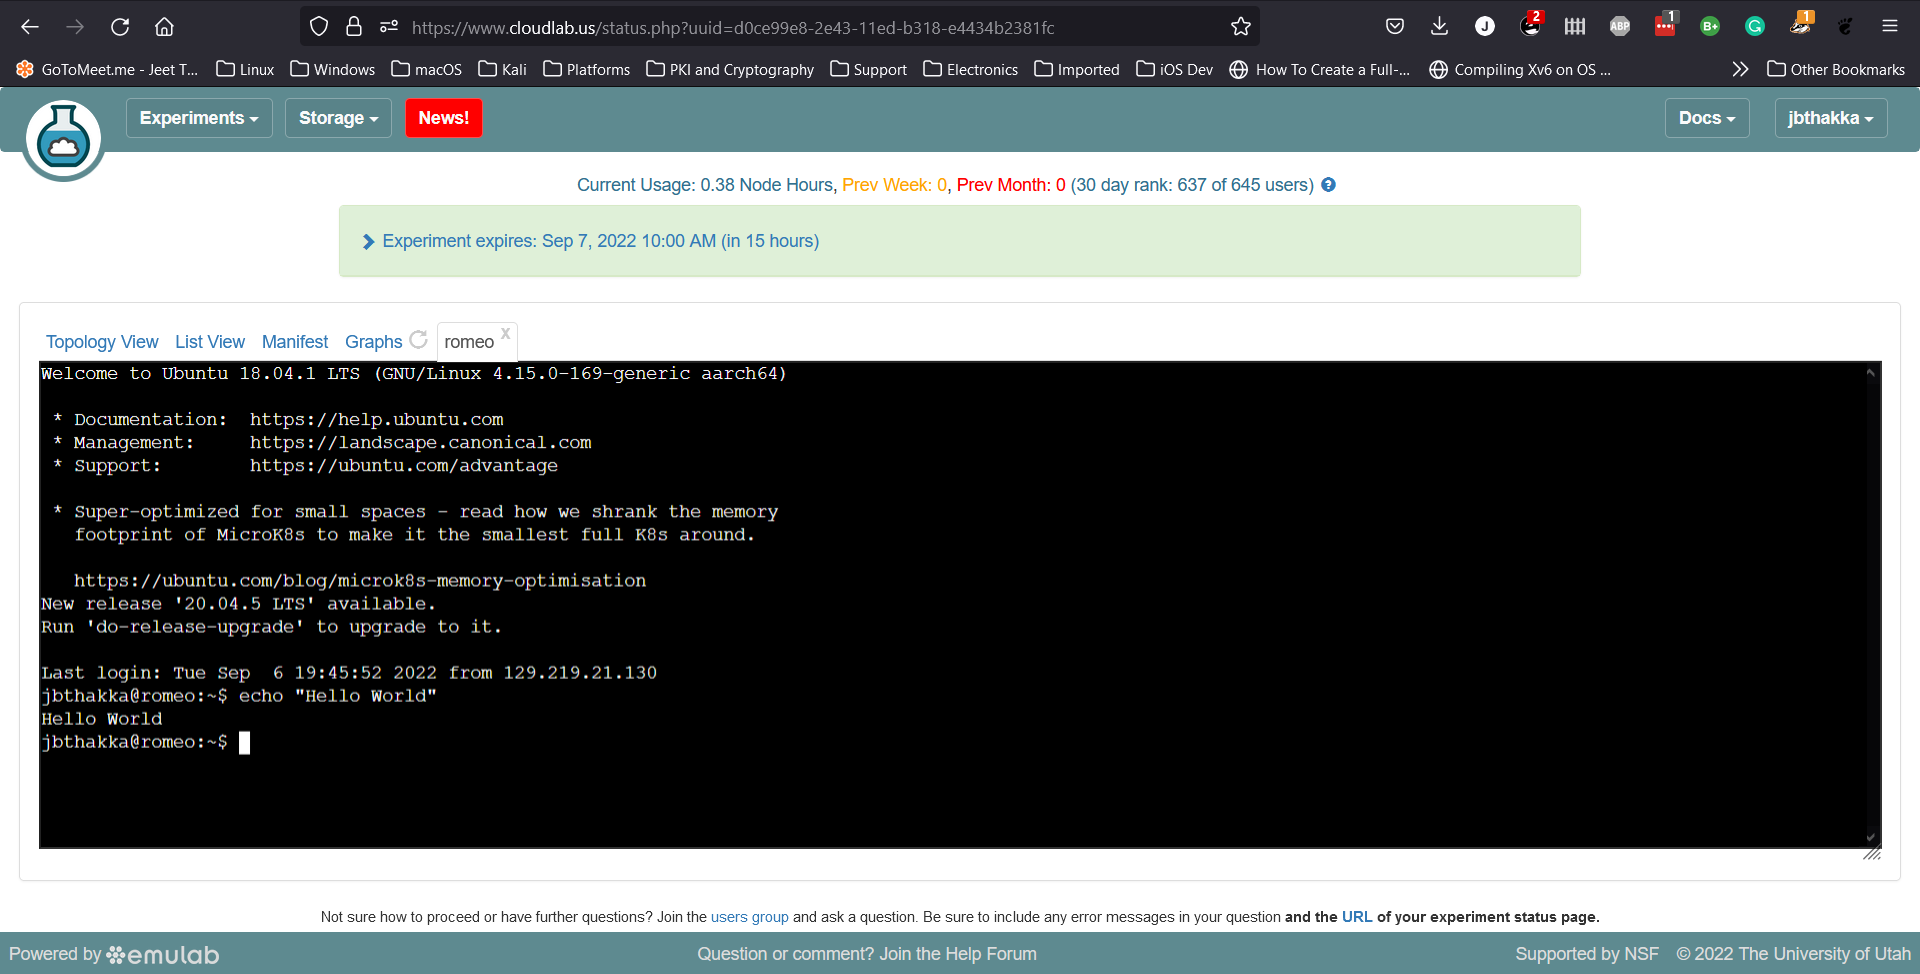 https://www.cloudlab.us/status.php?uuid=d0ce99e8-2e43-11ed-b318-e4434b2381fc
J 2 ABP 1 B+ G 1
GoToMeet.me - Jeet T... Linux Windows macOS Kali Platforms PKI and Cryptography Support Electronics Imported iOS Dev How To Create a Full-... Compiling Xv6 on OS ... Other Bookmarks
Experiments Storage News! Docs jbthakka
Current Usage: 0.38 Node Hours, Prev Week: 0, Prev Month: 0 (30 day rank: 637 of 645 users) ?
Experiment expires: Sep 7, 2022 10:00 AM (in 15 hours)
Topology View List View Manifest Graphs romeo x
Welcome to Ubuntu 18.04.1 LTS (GNU/Linux 4.15.0-169-generic aarch64)
* Documentation: https://help.ubuntu.com
* Management: https://landscape.canonical.com
* Support: https://ubuntu.com/advantage
* Super-optimized for small spaces - read how we shrank the memory
footprint of MicroK8s to make it the smallest full K8s around.
https://ubuntu.com/blog/microk8s-memory-optimisation
New release '20.04.5 LTS' available.
Run 'do-release-upgrade' to upgrade to it.
Last login: Tue Sep  6 19:45:52 2022 from 129.219.21.130
jbthakka@romeo:~$ echo "Hello World"
Hello World
jbthakka@romeo:~$
Not sure how to proceed or have further questions? Join the users group and ask a question. Be sure to include any error messages in your question and the URL of your experiment status page.
Powered by emulab Question or comment? Join the Help Forum Supported by NSF © 2022 The University of Utah